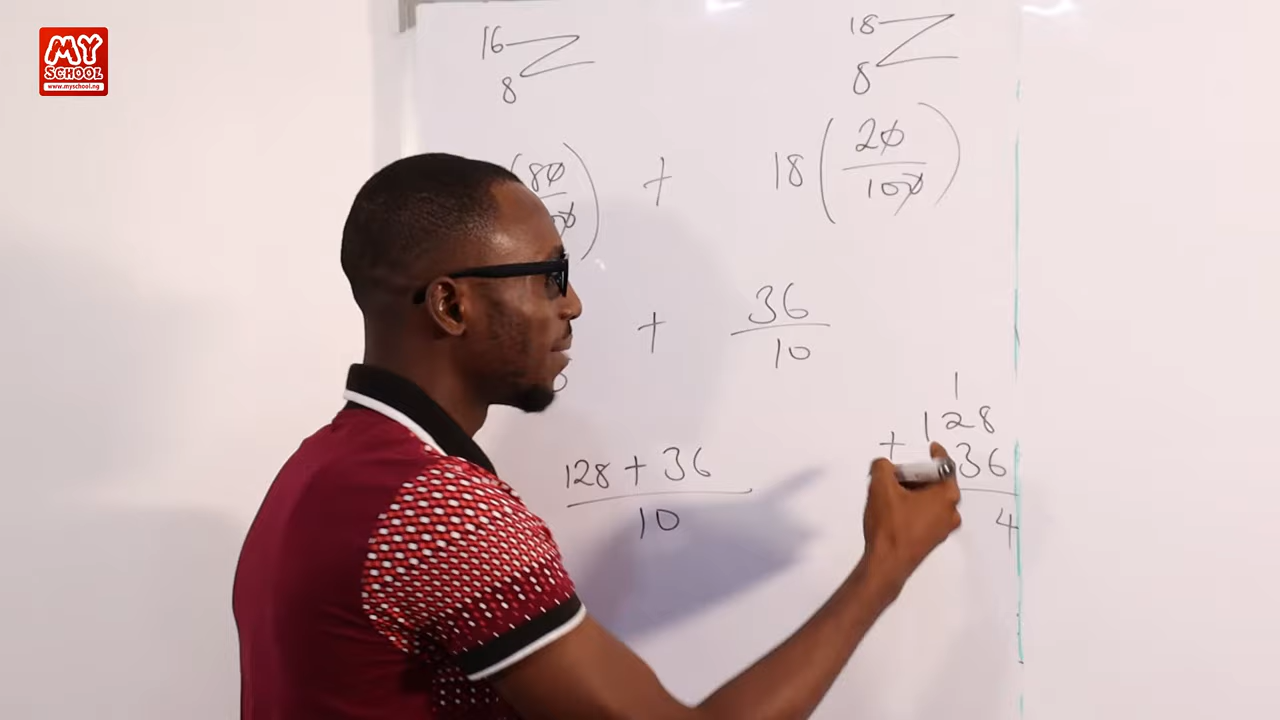 MY
SCHOOL
www.myschool.ng
16 Z 18 Z
8 8
(80 + 18 (20
100)
+ 36
10
1
128
128 + 36 + 36
10 4